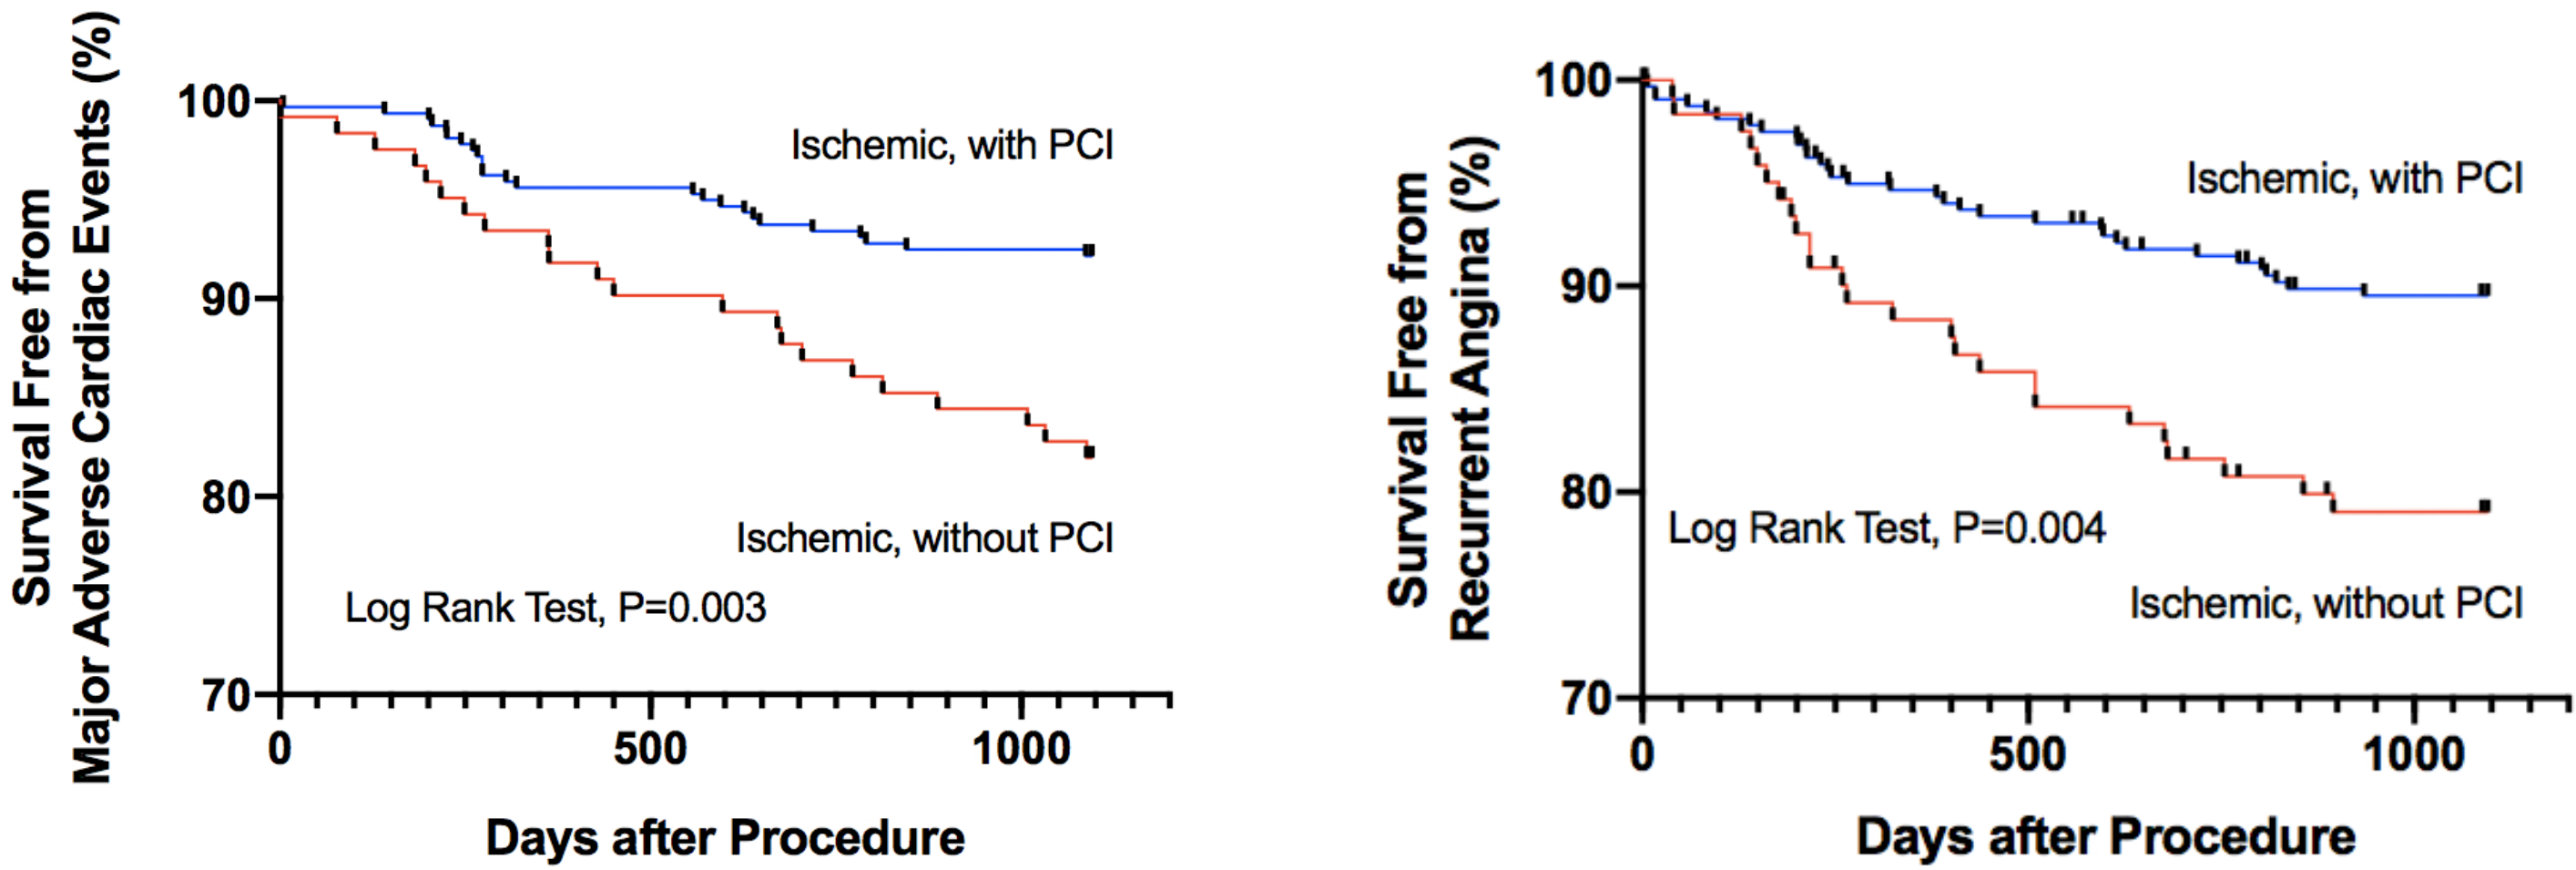 Survival Free from
Major Adverse Cardiac Events (%)
100
90
80
70
Ischemic, with PCI
Ischemic, without PCI
Log Rank Test, P=0.003
0 500 1000
Days after Procedure
Survival Free from
Recurrent Angina (%)
100
90
80
70
Ischemic, with PCI
Log Rank Test, P=0.004
Ischemic, without PCI
0 500 1000
Days after Procedure